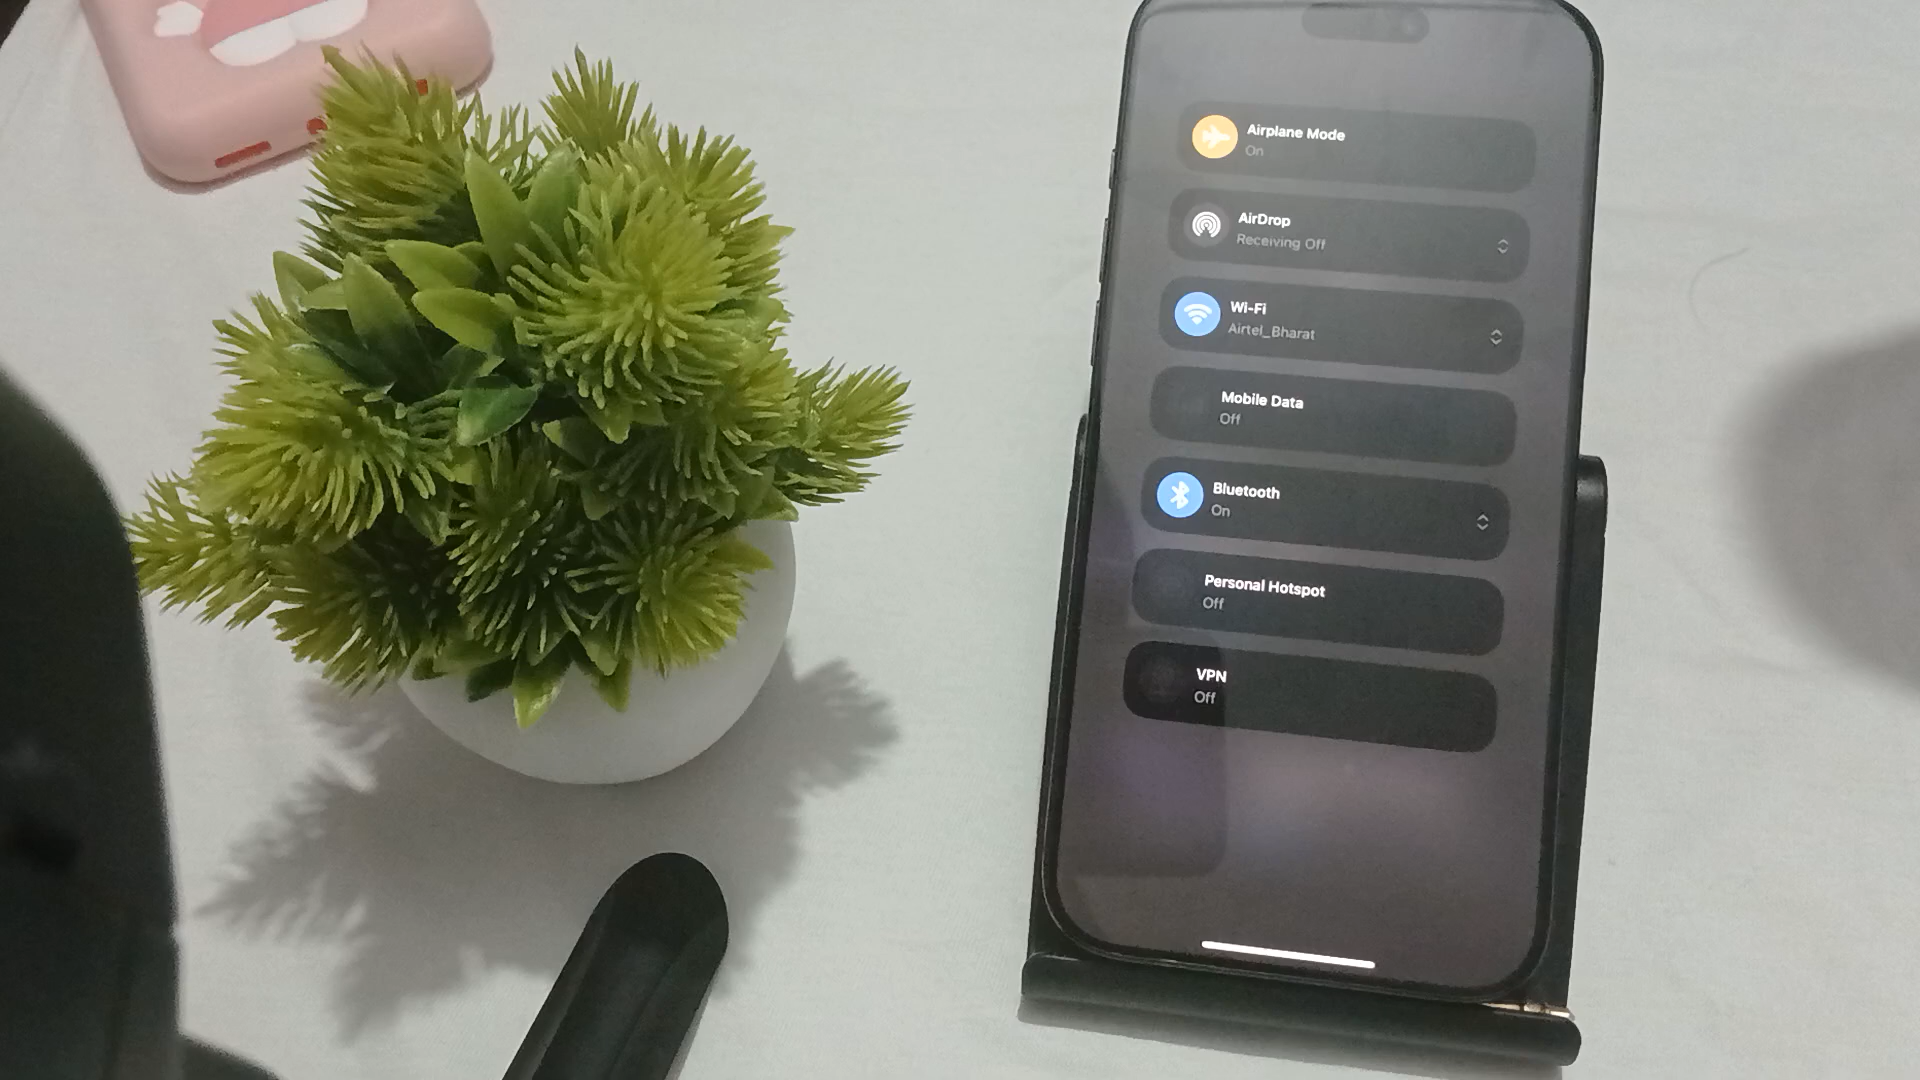 Airplane Mode
On
AirDrop
Receiving Off
Wi-Fi
Airtel_Bharat
Mobile Data
Off
Bluetooth
On
Personal Hotspot
Off
VPN
Off